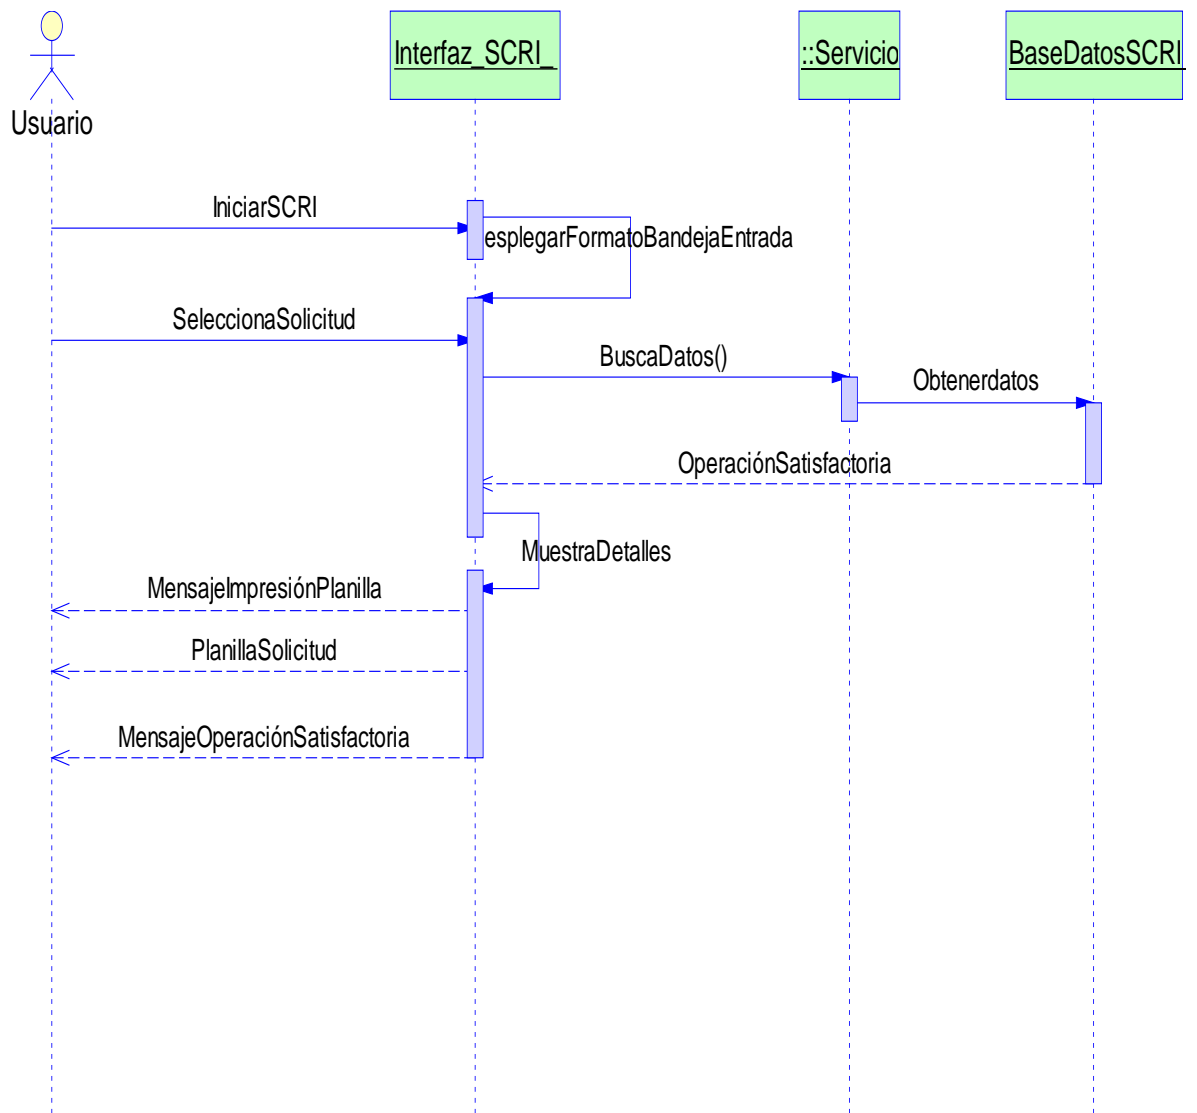 Interfaz_SCRI_
::Servicio
BaseDatosSCRI
Usuario
IniciarSCRI
esplegarFormatoBandejaEntrada
SeleccionaSolicitud
BuscaDatos()
Obtenerdatos
OperaciónSatisfactoria
MuestraDetalles
MensajeImpresiónPlanilla
PlanillaSolicitud
MensajeOperaciónSatisfactoria